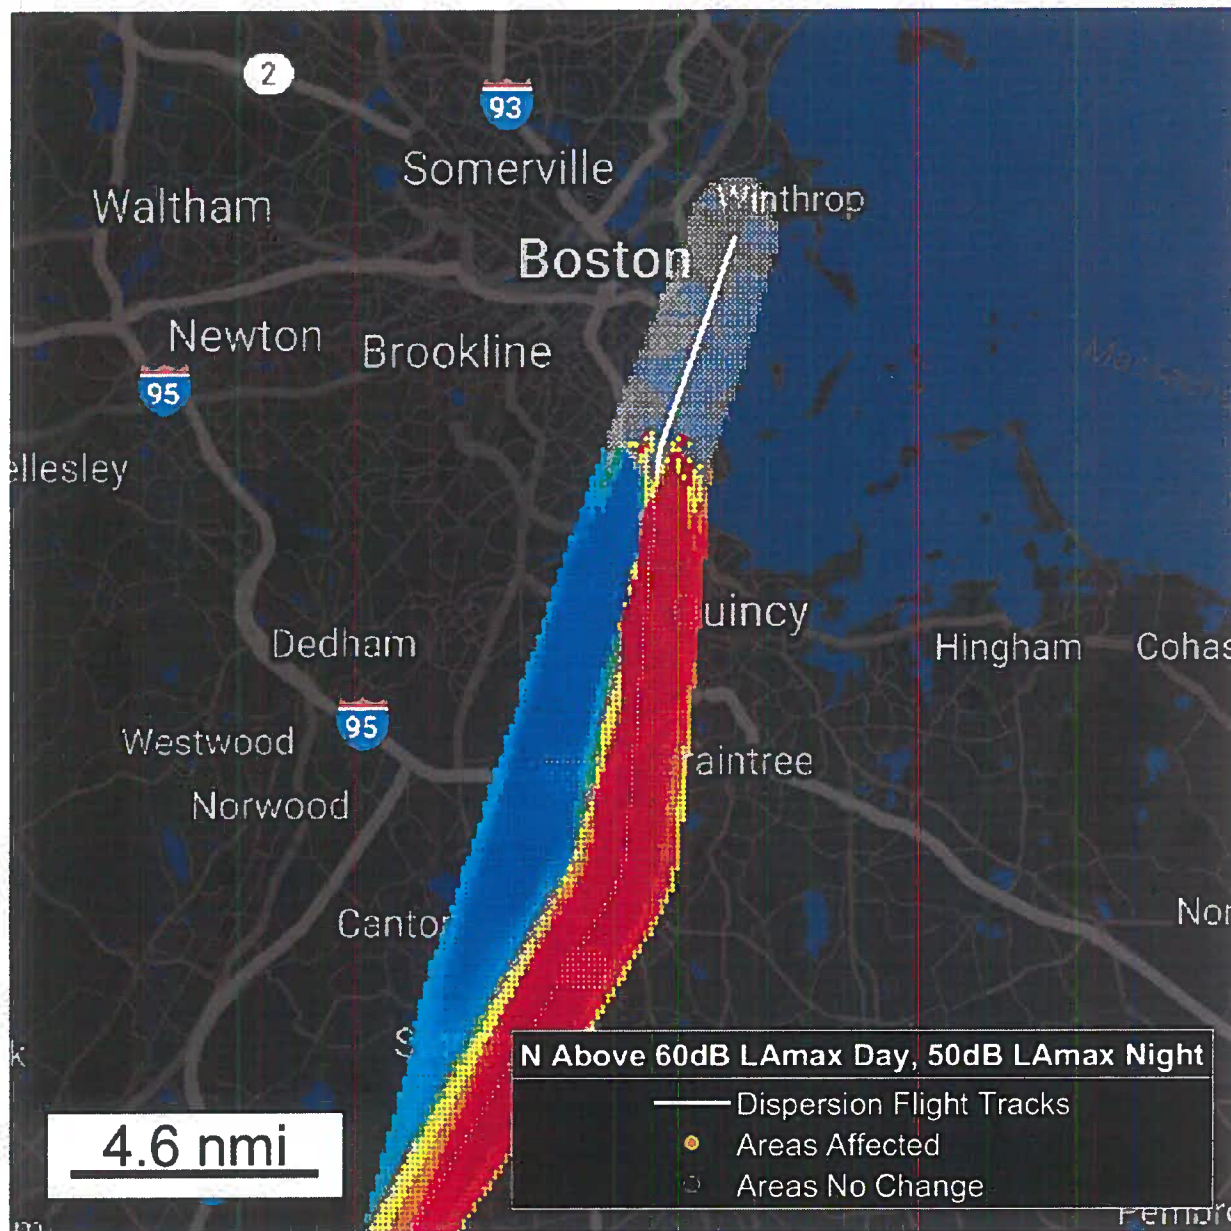 2
93
Somerville
Waltham
Winthrop
Boston
Newton
Brookline
95
ellesley
uincy
Dedham
Hingham
Cohas
95
Westwood
raintree
Norwood
Canto
Nor
S
k
N Above 60dB LAmax Day, 50dB LAmax Night
Dispersion Flight Tracks
Areas Affected
Areas No Change
4.6 nmi
m
Pembro